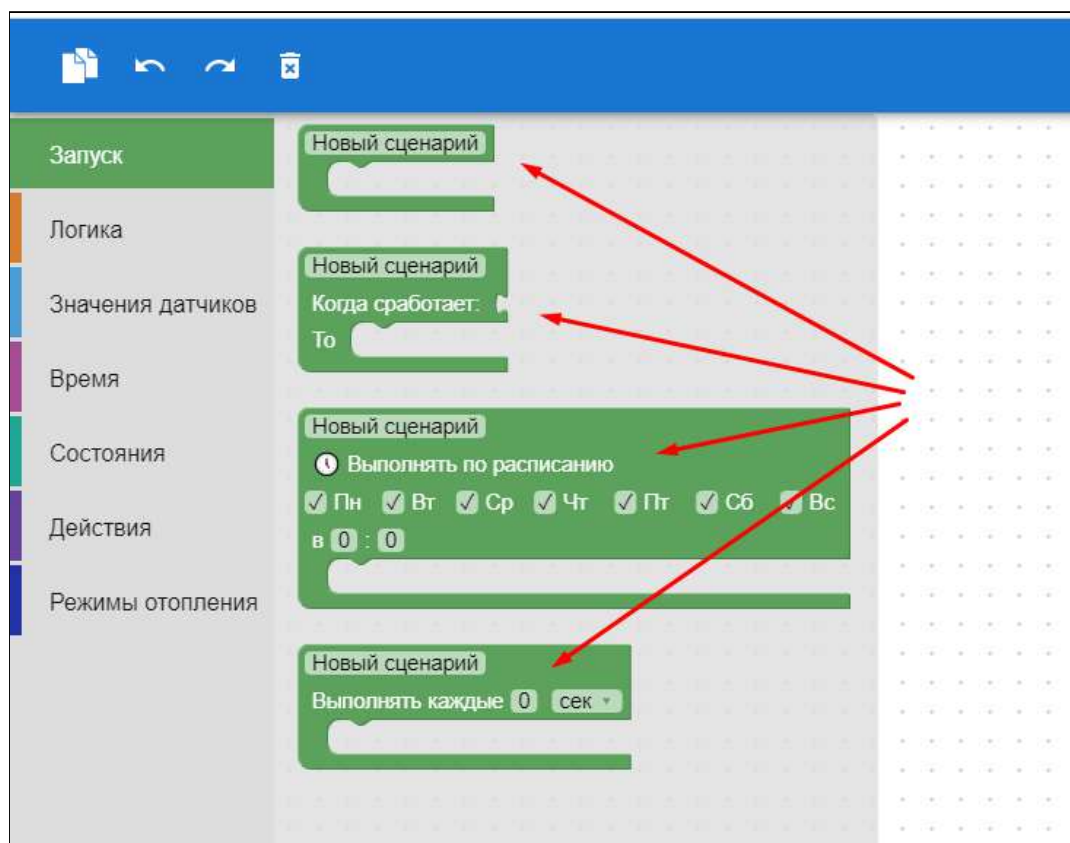 Запуск
Логика
Значения датчиков
Время
Состояния
Действия
Режимы отопления
Новый сценарий
Новый сценарий
Когда сработает:
То
Новый сценарий
Выполнять по расписанию
Пн Вт Ср Чт Пт Сб Вс
в 0 : 0
Новый сценарий
Выполнять каждые 0 сек